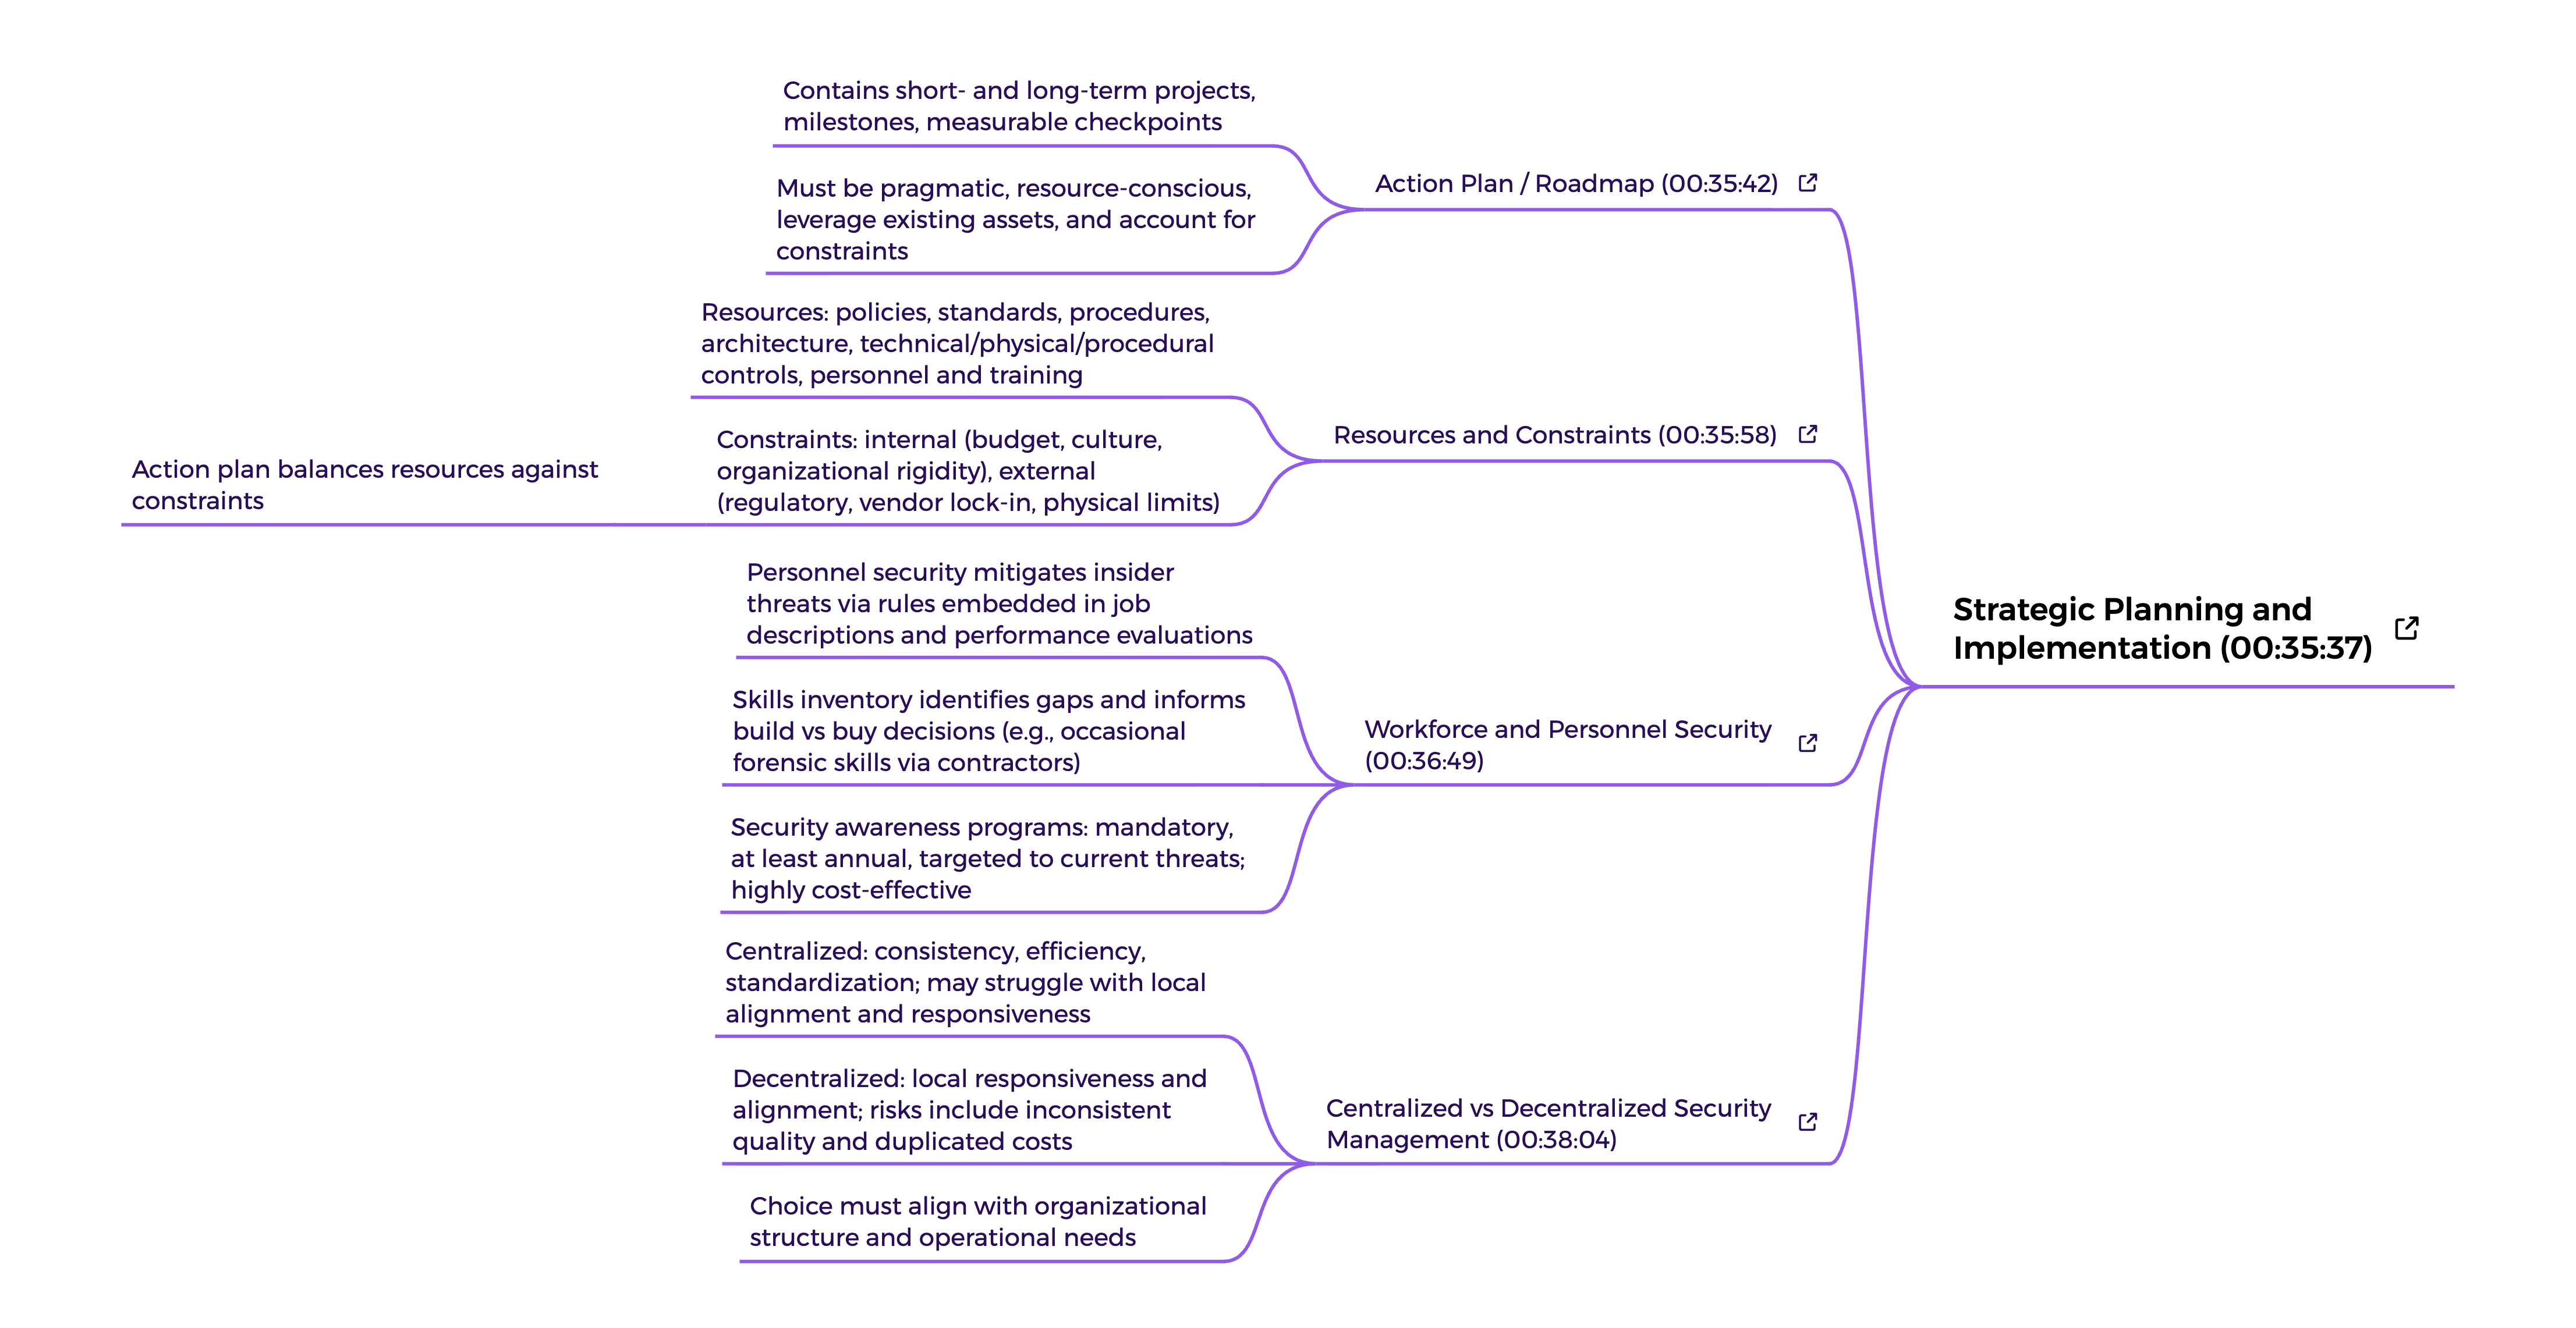 Strategic Planning and
Implementation (00:35:37)
Action Plan / Roadmap (00:35:42)
Contains short- and long-term projects,
milestones, measurable checkpoints
Must be pragmatic, resource-conscious,
leverage existing assets, and account for
constraints
Resources and Constraints (00:35:58)
Resources: policies, standards, procedures,
architecture, technical/physical/procedural
controls, personnel and training
Constraints: internal (budget, culture,
organizational rigidity), external
(regulatory, vendor lock-in, physical limits)
Action plan balances resources against
constraints
Workforce and Personnel Security
(00:36:49)
Personnel security mitigates insider
threats via rules embedded in job
descriptions and performance evaluations
Skills inventory identifies gaps and informs
build vs buy decisions (e.g., occasional
forensic skills via contractors)
Security awareness programs: mandatory,
at least annual, targeted to current threats;
highly cost-effective
Centralized vs Decentralized Security
Management (00:38:04)
Centralized: consistency, efficiency,
standardization; may struggle with local
alignment and responsiveness
Decentralized: local responsiveness and
alignment; risks include inconsistent
quality and duplicated costs
Choice must align with organizational
structure and operational needs